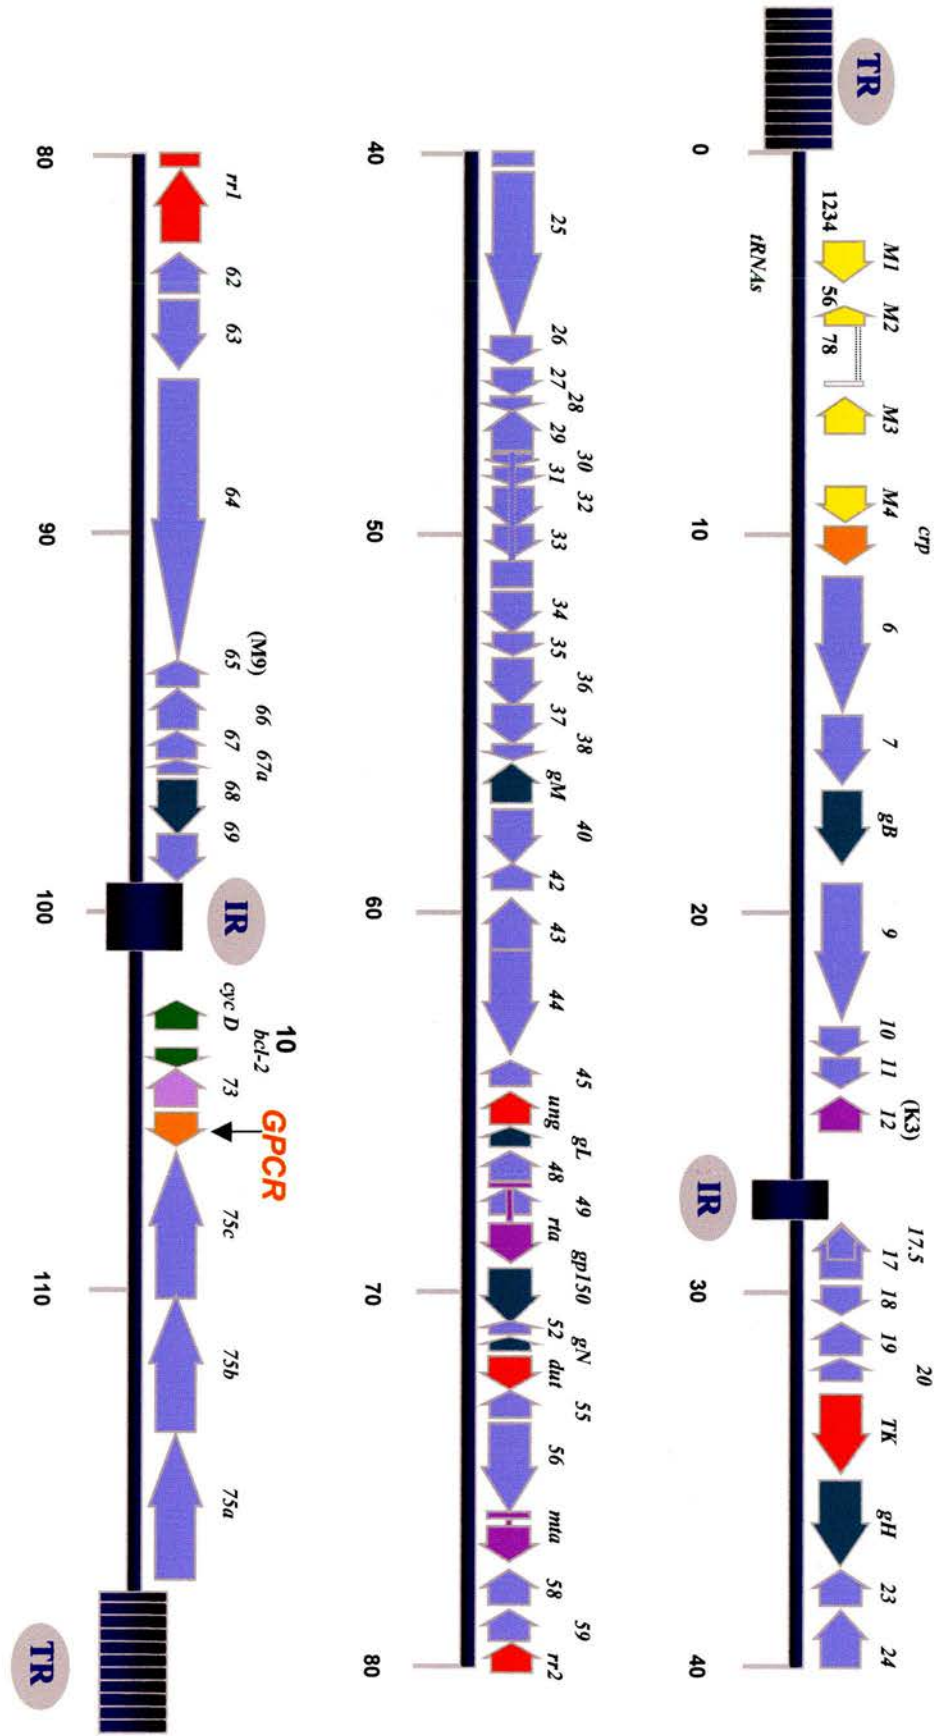 TR
M1 M2 M3 M4 crp 6 7 gB 9 10 11 (K3) 12 17.5 17 18 19 20 TK gH 23 24
1234 56 78
tRNAs
IR
0 10 20 30 40
25 26 27 28 29 30 31 32 33 34 35 36 37 38 gM 40 42 43 44 45 ung gL 48 49 rta gp150 52 gN dut 55 56 mta 58 59 rr2
40 50 60 70 80
IR
GPCR
10
rr1 62 63 64 (M9) 65 66 67 67a 68 69 cyc D bcl-2 73 75c 75b 75a
80 90 100 110
TR